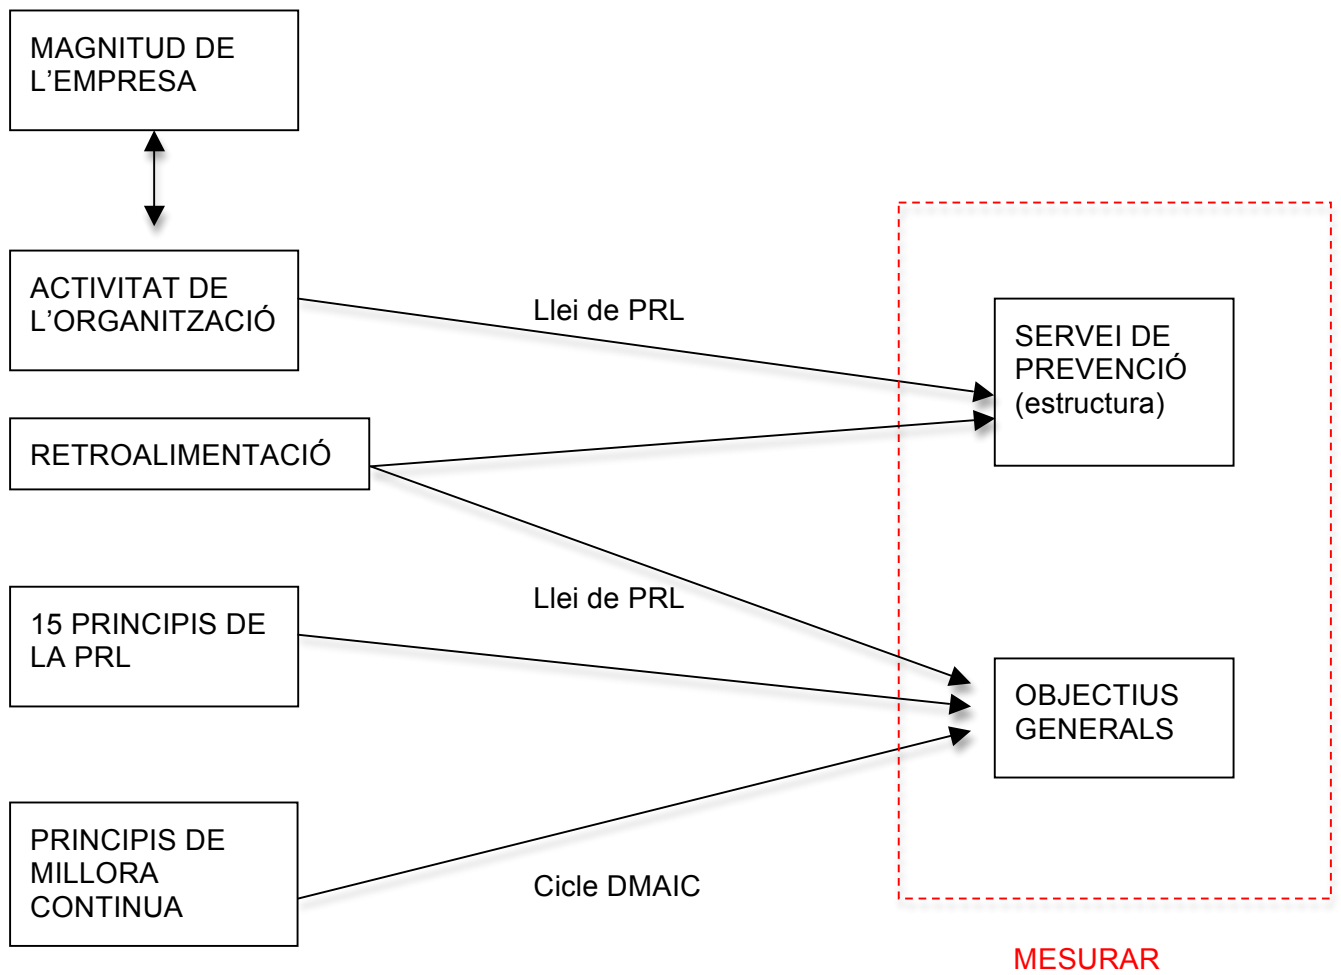 MAGNITUD DE
L’EMPRESA
ACTIVITAT DE
L’ORGANITZACIÓ
Llei de PRL
SERVEI DE
PREVENCIÓ
(estructura)
RETROALIMENTACIÓ
Llei de PRL
15 PRINCIPIS DE
LA PRL
OBJECTIUS
GENERALS
PRINCIPIS DE
MILLORA
CONTINUA
Cicle DMAIC
MESURAR